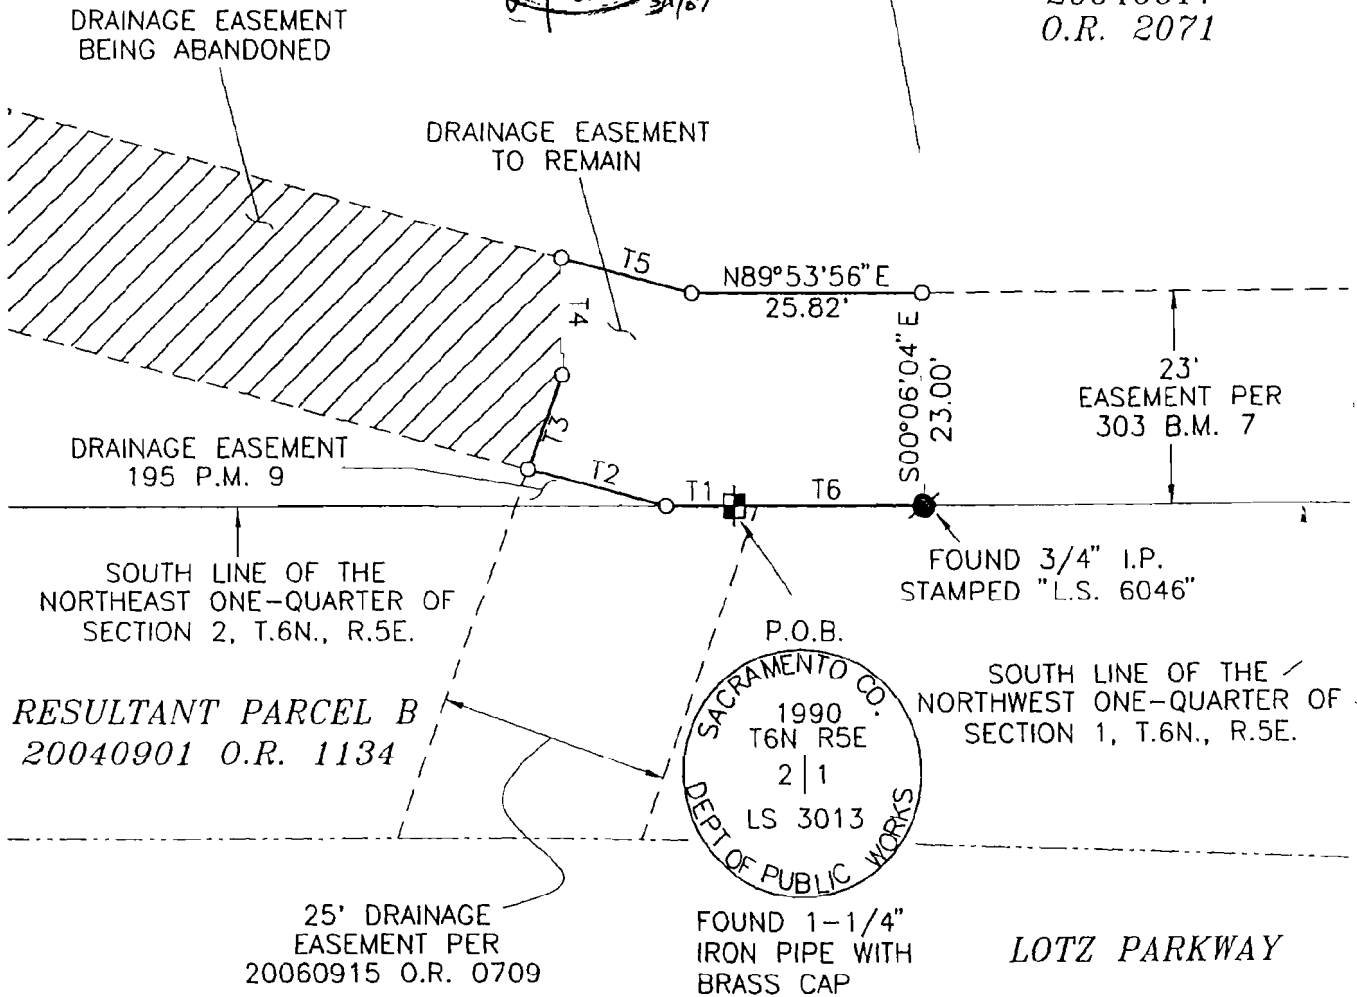 DRAINAGE EASEMENT
BEING ABANDONED
O.R. 2071
DRAINAGE EASEMENT
TO REMAIN
T5
N89°53'56"E
25.82'
T4
S00°06'04" E
23.00'
23'
EASEMENT PER
303 B.M. 7
T3
DRAINAGE EASEMENT
195 P.M. 9
T2
T1
T6
FOUND 3/4" I.P.
STAMPED "L.S. 6046"
SOUTH LINE OF THE
NORTHEAST ONE-QUARTER OF
SECTION 2, T.6N., R.5E.
P.O.B.
SOUTH LINE OF THE
NORTHWEST ONE-QUARTER OF
SECTION 1, T.6N., R.5E.
RESULTANT PARCEL B
20040901 O.R. 1134
SACRAMENTO CO.
1990
T6N R5E
2|1
LS 3013
DEPT OF PUBLIC WORKS
25' DRAINAGE
EASEMENT PER
20060915 O.R. 0709
FOUND 1-1/4"
IRON PIPE WITH
BRASS CAP
LOTZ PARKWAY